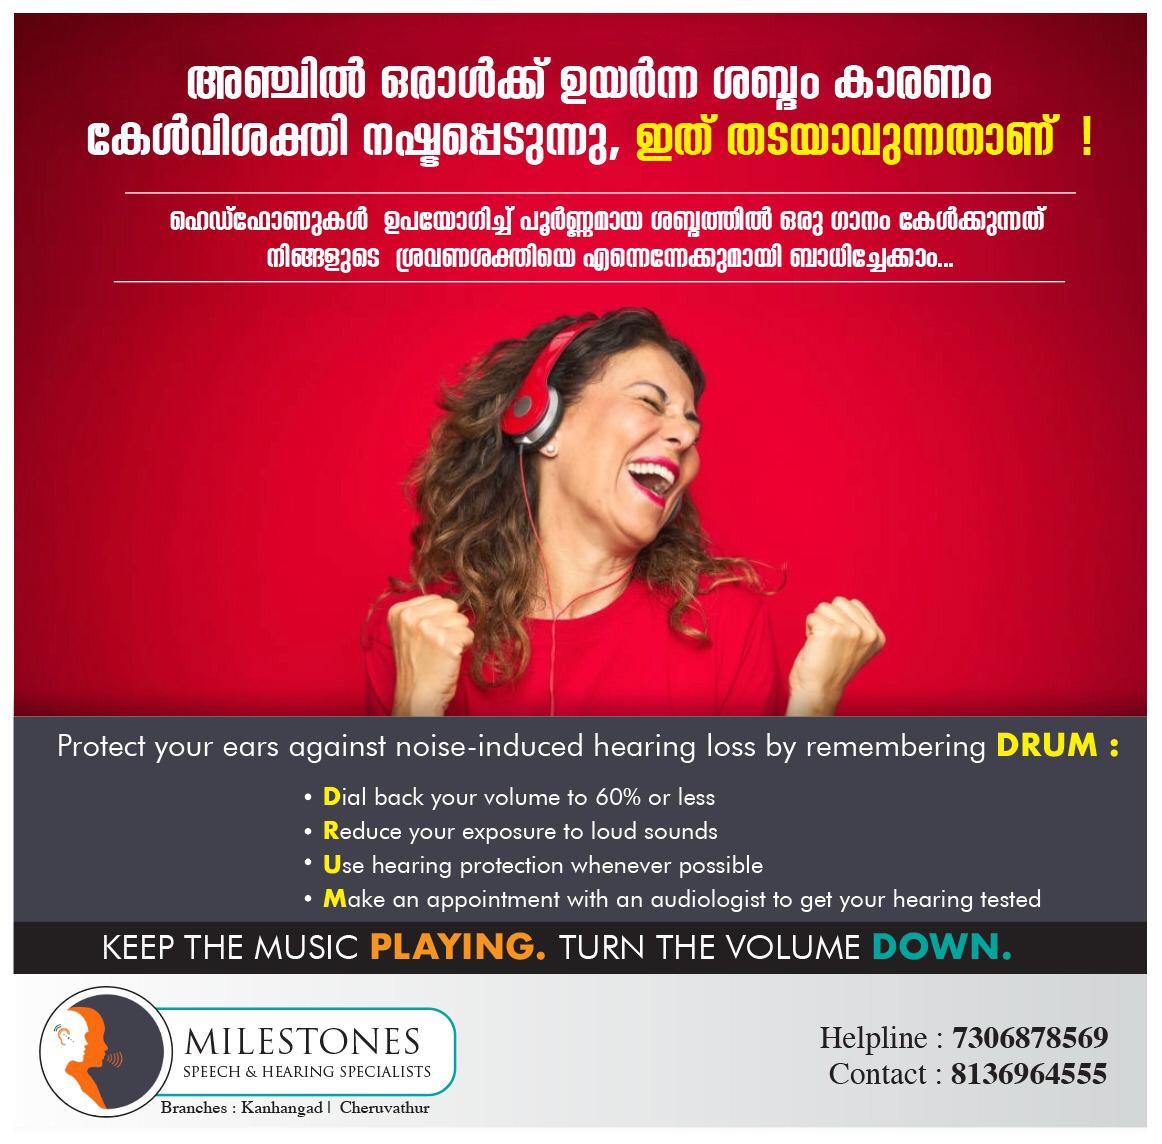 അഞ്ചിൽ ഒരാൾക്ക് ഉയർന്ന ശബ്ദം കാരണം
കേൾവിശക്തി നഷ്ടപ്പെടുന്നു, ഇത് തടയാവുന്നതാണ് !
ഹെഡ്ഫോണുകൾ ഉപയോഗിച്ച് പൂർണ്ണമായ ശബ്ദത്തിൽ ഒരു ഗാനം കേൾക്കുന്നത്
നിങ്ങളുടെ ശ്രവണശക്തിയെ എന്നെന്നേക്കുമായി ബാധിച്ചേക്കാം...
Protect your ears against noise-induced hearing loss by remembering DRUM :
• Dial back your volume to 60% or less
• Reduce your exposure to loud sounds
• Use hearing protection whenever possible
• Make an appointment with an audiologist to get your hearing tested
KEEP THE MUSIC PLAYING. TURN THE VOLUME DOWN.
MILESTONES
SPEECH & HEARING SPECIALISTS
Branches : Kanhangad | Cheruvathur
Helpline : 7306878569
Contact : 8136964555